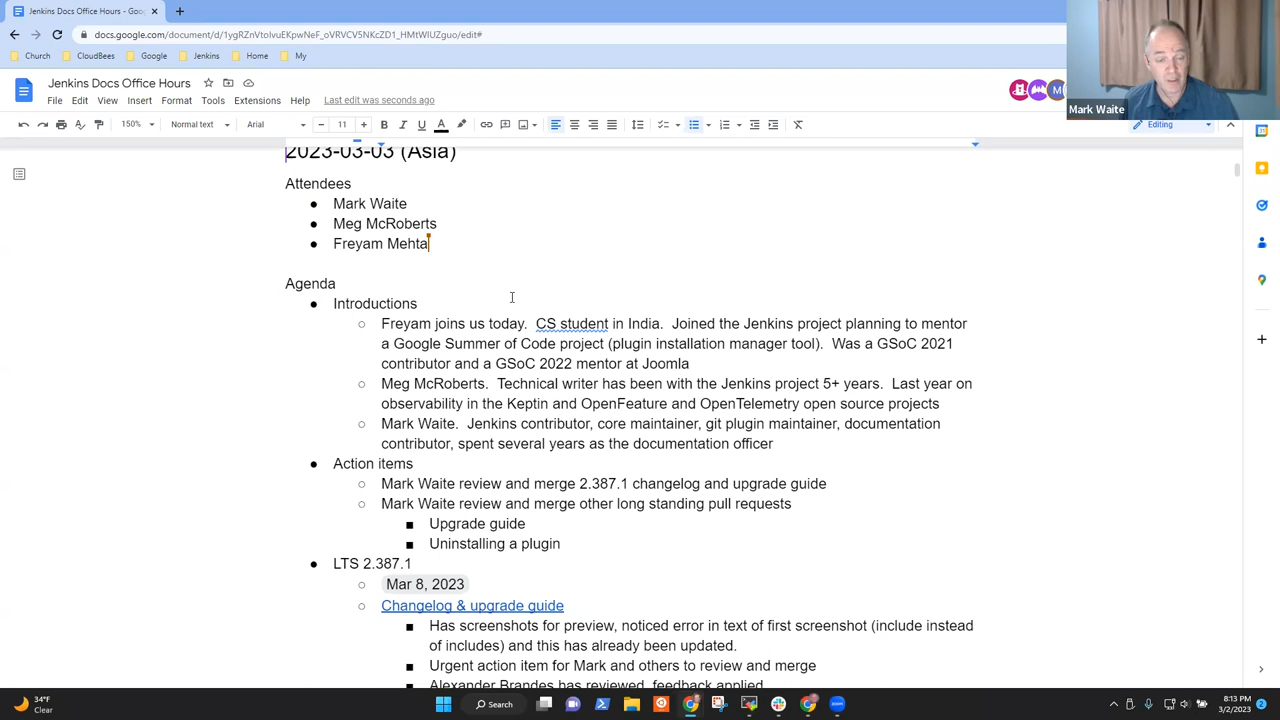 Jenkins Docs Office Hours - Goo
docs.google.com/document/d/1ygRZnVtoIvuEKpwNeF_oVRVCV5NKcZD1_HMtWIUZguo/edit#
Church
CloudBees
Google
Jenkins
Home
My
Jenkins Docs Office Hours
File Edit View Insert Format Tools Extensions Help Last edit was seconds ago
150% Normal text Arial 11 Editing
Mark Waite
2023-03-03 (Asia)
Attendees
● Mark Waite
● Meg McRoberts
● Freyam Mehta
Agenda
● Introductions
○ Freyam joins us today. CS student in India. Joined the Jenkins project planning to mentor
a Google Summer of Code project (plugin installation manager tool). Was a GSoC 2021
contributor and a GSoC 2022 mentor at Joomla
○ Meg McRoberts. Technical writer has been with the Jenkins project 5+ years. Last year on
observability in the Keptn and OpenFeature and OpenTelemetry open source projects
○ Mark Waite. Jenkins contributor, core maintainer, git plugin maintainer, documentation
contributor, spent several years as the documentation officer
● Action items
○ Mark Waite review and merge 2.387.1 changelog and upgrade guide
○ Mark Waite review and merge other long standing pull requests
■ Upgrade guide
■ Uninstalling a plugin
● LTS 2.387.1
○ Mar 8, 2023
○ Changelog & upgrade guide
■ Has screenshots for preview, noticed error in text of first screenshot (include instead
of includes) and this has already been updated.
■ Urgent action item for Mark and others to review and merge
■ Alexander Brandes has reviewed, feedback applied
34°F
Clear
Search
8:13 PM
3/2/2023
2